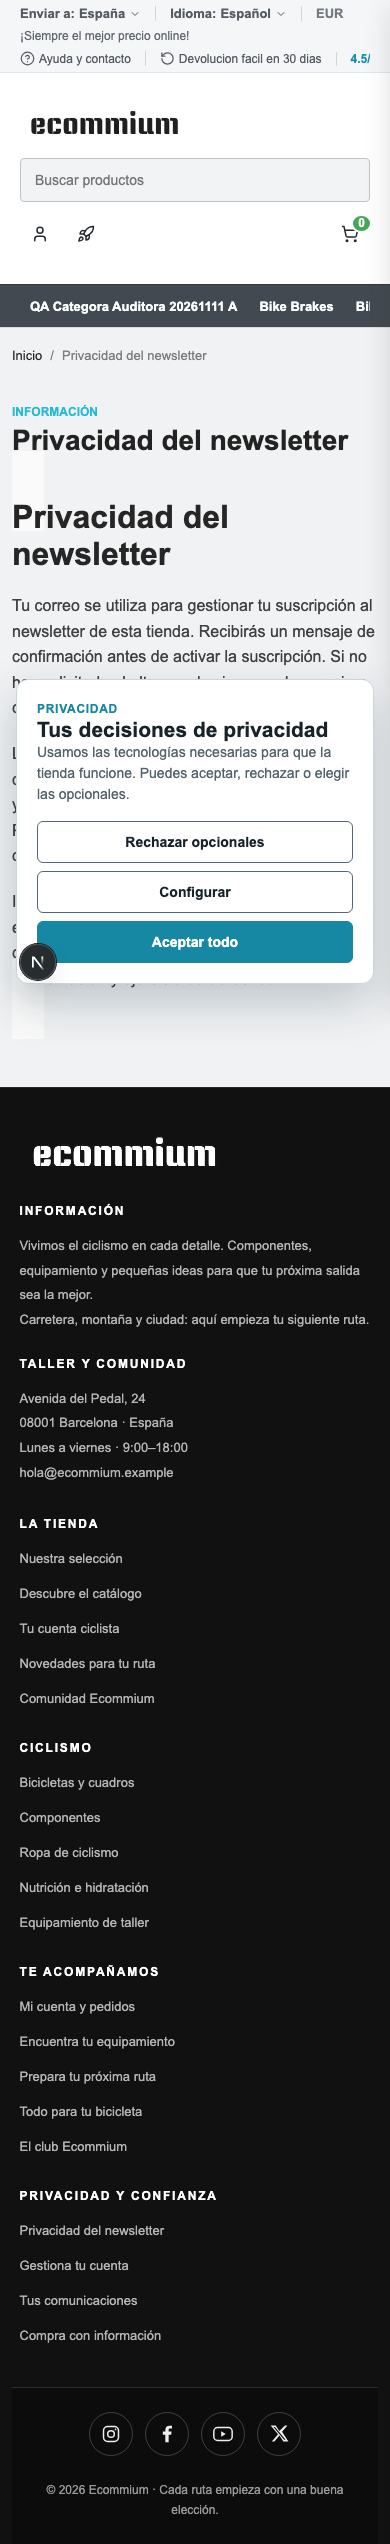 Enviar a: España
Idioma: Español
EUR
¡Siempre el mejor precio online!
Ayuda y contacto
Devolucion facil en 30 dias
4.5/
ecommium
Buscar productos
0
QA Categora Auditora 20261111 A
Bike Brakes
Inicio / Privacidad del newsletter
INFORMACIÓN
Privacidad del newsletter
Privacidad del
newsletter
Tu correo se utiliza para gestionar tu suscripción al
newsletter de esta tienda. Recibirás un mensaje de
confirmación antes de activar la suscripción. Si no
PRIVACIDAD
Tus decisiones de privacidad
Usamos las tecnologías necesarias para que la
tienda funcione. Puedes aceptar, rechazar o elegir
las opcionales.
Rechazar opcionales
Configurar
Aceptar todo
N
ecommium
INFORMACIÓN
Vivimos el ciclismo en cada detalle. Componentes,
equipamiento y pequeñas ideas para que tu próxima salida
sea la mejor.
Carretera, montaña y ciudad: aquí empieza tu siguiente ruta.
TALLER Y COMUNIDAD
Avenida del Pedal, 24
08001 Barcelona · España
Lunes a viernes · 9:00–18:00
hola@ecommium.example
LA TIENDA
Nuestra selección
Descubre el catálogo
Tu cuenta ciclista
Novedades para tu ruta
Comunidad Ecommium
CICLISMO
Bicicletas y cuadros
Componentes
Ropa de ciclismo
Nutrición e hidratación
Equipamiento de taller
TE ACOMPAÑAMOS
Mi cuenta y pedidos
Encuentra tu equipamiento
Prepara tu próxima ruta
Todo para tu bicicleta
El club Ecommium
PRIVACIDAD Y CONFIANZA
Privacidad del newsletter
Gestiona tu cuenta
Tus comunicaciones
Compra con información
© 2026 Ecommium · Cada ruta empieza con una buena
elección.